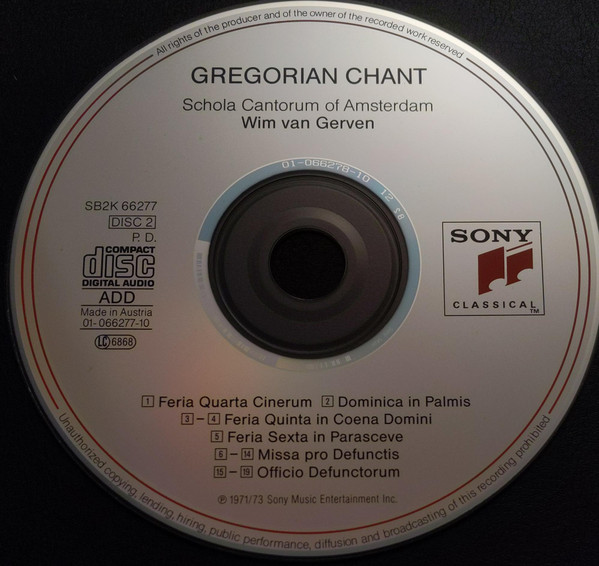 All rights of the producer and of the owner of the recorded work reserved
GREGORIAN CHANT
Schola Cantorum of Amsterdam
Wim van Gerven
01-066278-10 12
SB2K 66277
DISC 2
P. D.
COMPACT
disc
DIGITAL AUDIO
ADD
Made in Austria
01-066277-10
LC 6868
SONY
CLASSICAL™
1 Feria Quarta Cinerum 2 Dominica in Palmis
3 – 4 Feria Quinta in Coena Domini
5 Feria Sexta in Parasceve
6 – 14 Missa pro Defunctis
15 – 19 Officio Defunctorum
℗ 1971/73 Sony Music Entertainment Inc.
Unauthorized copying, lending, hiring, public performance, diffusion and broadcasting of this recording prohibited